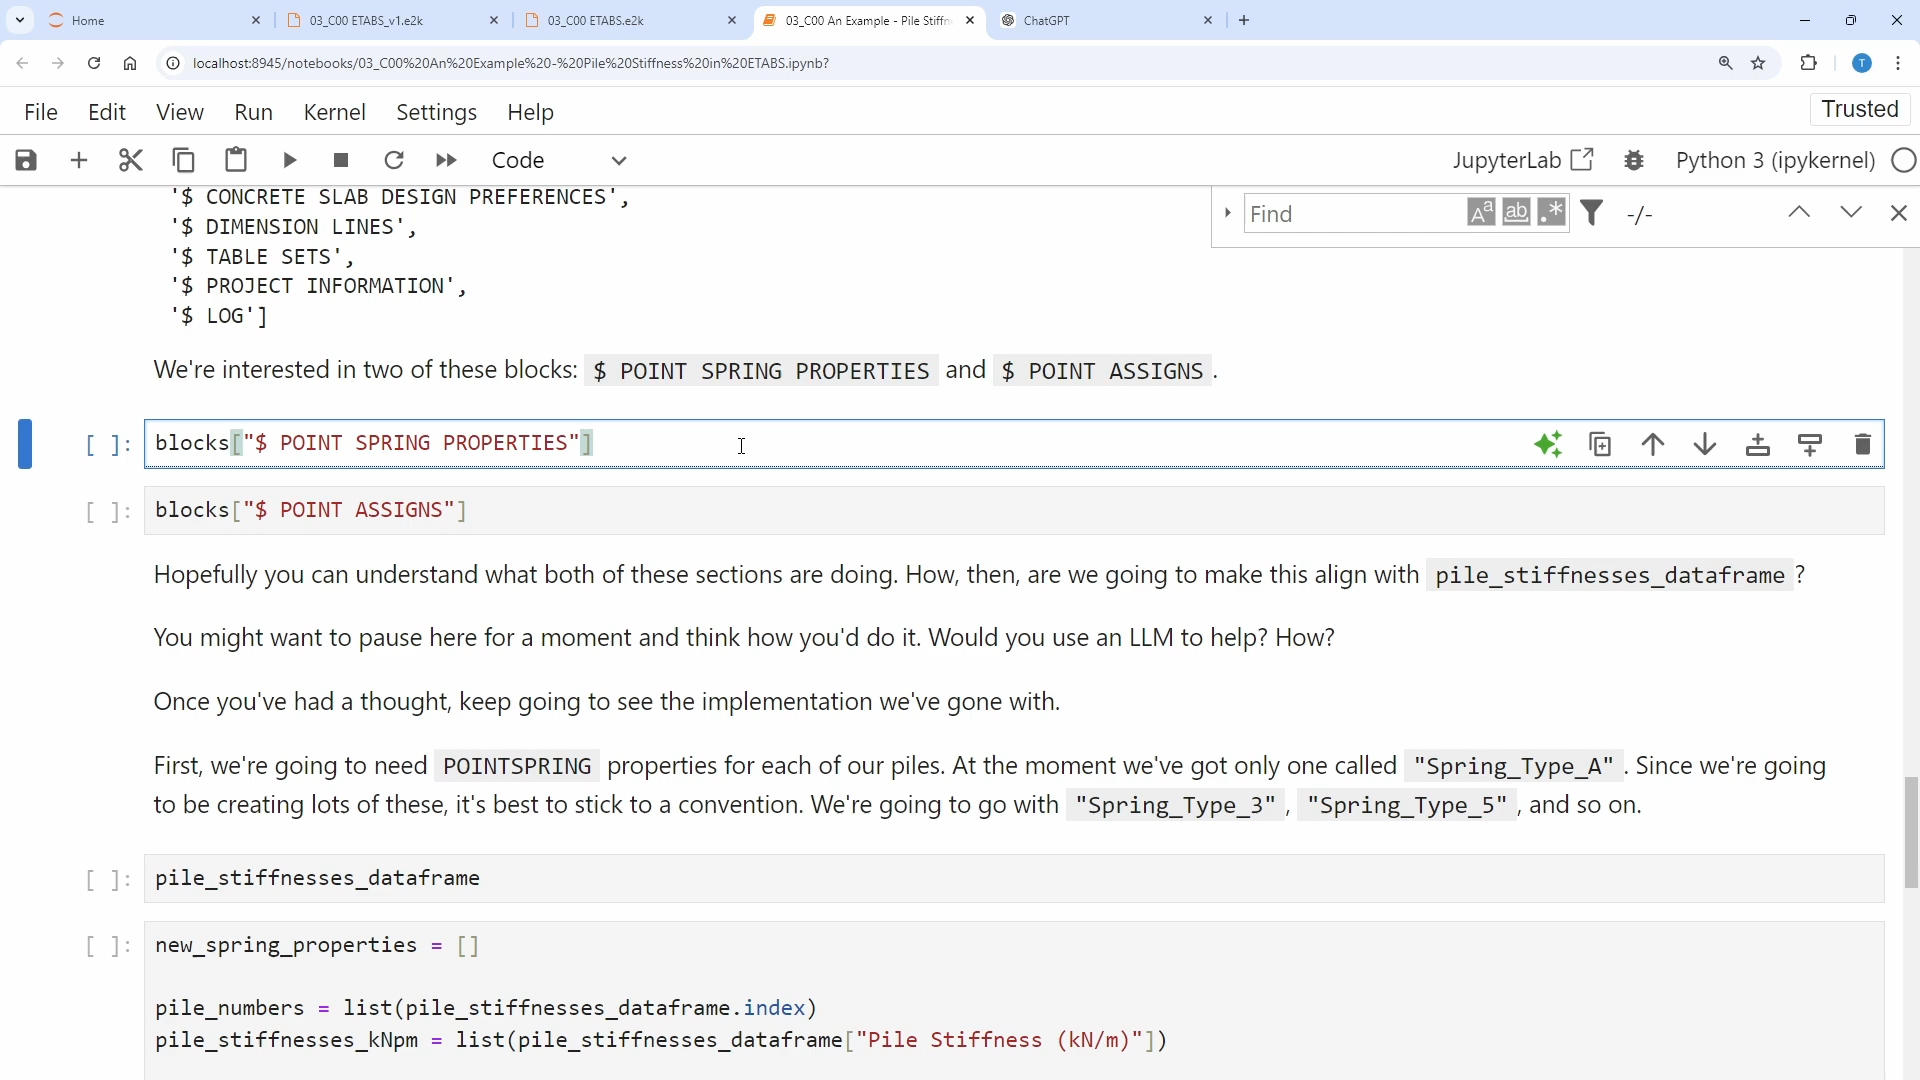 Home
03_C00 ETABS_v1.e2k
03_C00 ETABS.e2k
03_C00 An Example - Pile Stiffn
ChatGPT
localhost:8945/notebooks/03_C00%20An%20Example%20-%20Pile%20Stiffness%20in%20ETABS.ipynb?
T
File Edit View Run Kernel Settings Help
Trusted
Code
JupyterLab
Python 3 (ipykernel)
Find
Aa ab .* -/-
'$ CONCRETE SLAB DESIGN PREFERENCES',
'$ DIMENSION LINES',
'$ TABLE SETS',
'$ PROJECT INFORMATION',
'$ LOG']
We're interested in two of these blocks: $ POINT SPRING PROPERTIES and $ POINT ASSIGNS .
[ ]: blocks["$ POINT SPRING PROPERTIES"]
[ ]: blocks["$ POINT ASSIGNS"]
Hopefully you can understand what both of these sections are doing. How, then, are we going to make this align with pile_stiffnesses_dataframe ?
You might want to pause here for a moment and think how you'd do it. Would you use an LLM to help? How?
Once you've had a thought, keep going to see the implementation we've gone with.
First, we're going to need POINTSPRING properties for each of our piles. At the moment we've got only one called "Spring_Type_A" . Since we're going
to be creating lots of these, it's best to stick to a convention. We're going to go with "Spring_Type_3" , "Spring_Type_5" , and so on.
[ ]: pile_stiffnesses_dataframe
[ ]: new_spring_properties = []
pile_numbers = list(pile_stiffnesses_dataframe.index)
pile_stiffnesses_kNpm = list(pile_stiffnesses_dataframe["Pile Stiffness (kN/m)"])